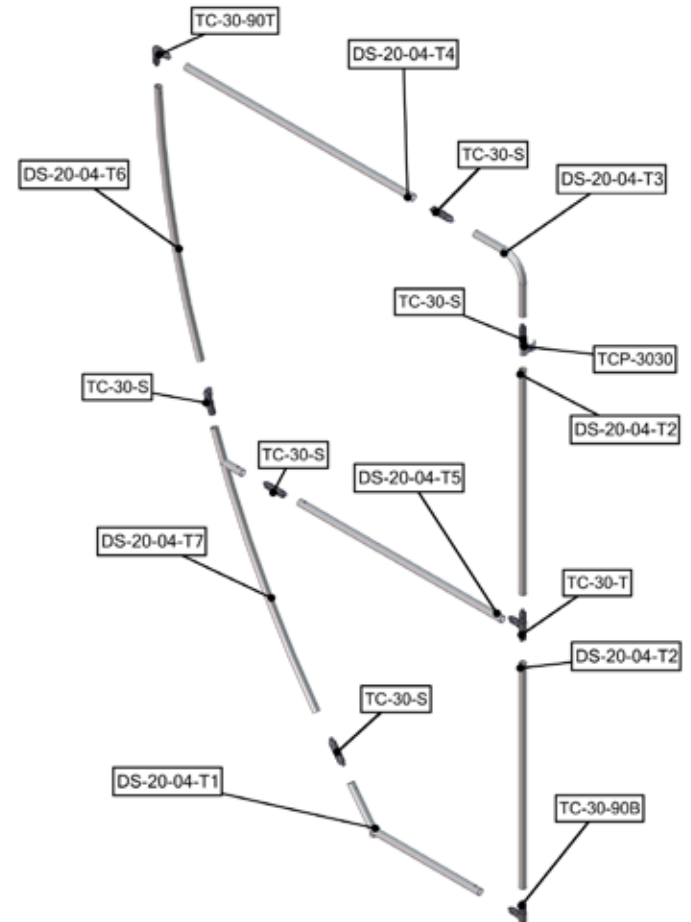 TC-30-90T
DS-20-04-T4
TC-30-S
DS-20-04-T6
DS-20-04-T3
TC-30-S
TCP-3030
TC-30-S
DS-20-04-T2
TC-30-S
DS-20-04-T5
DS-20-04-T7
TC-30-T
DS-20-04-T2
TC-30-S
DS-20-04-T1
TC-30-90B